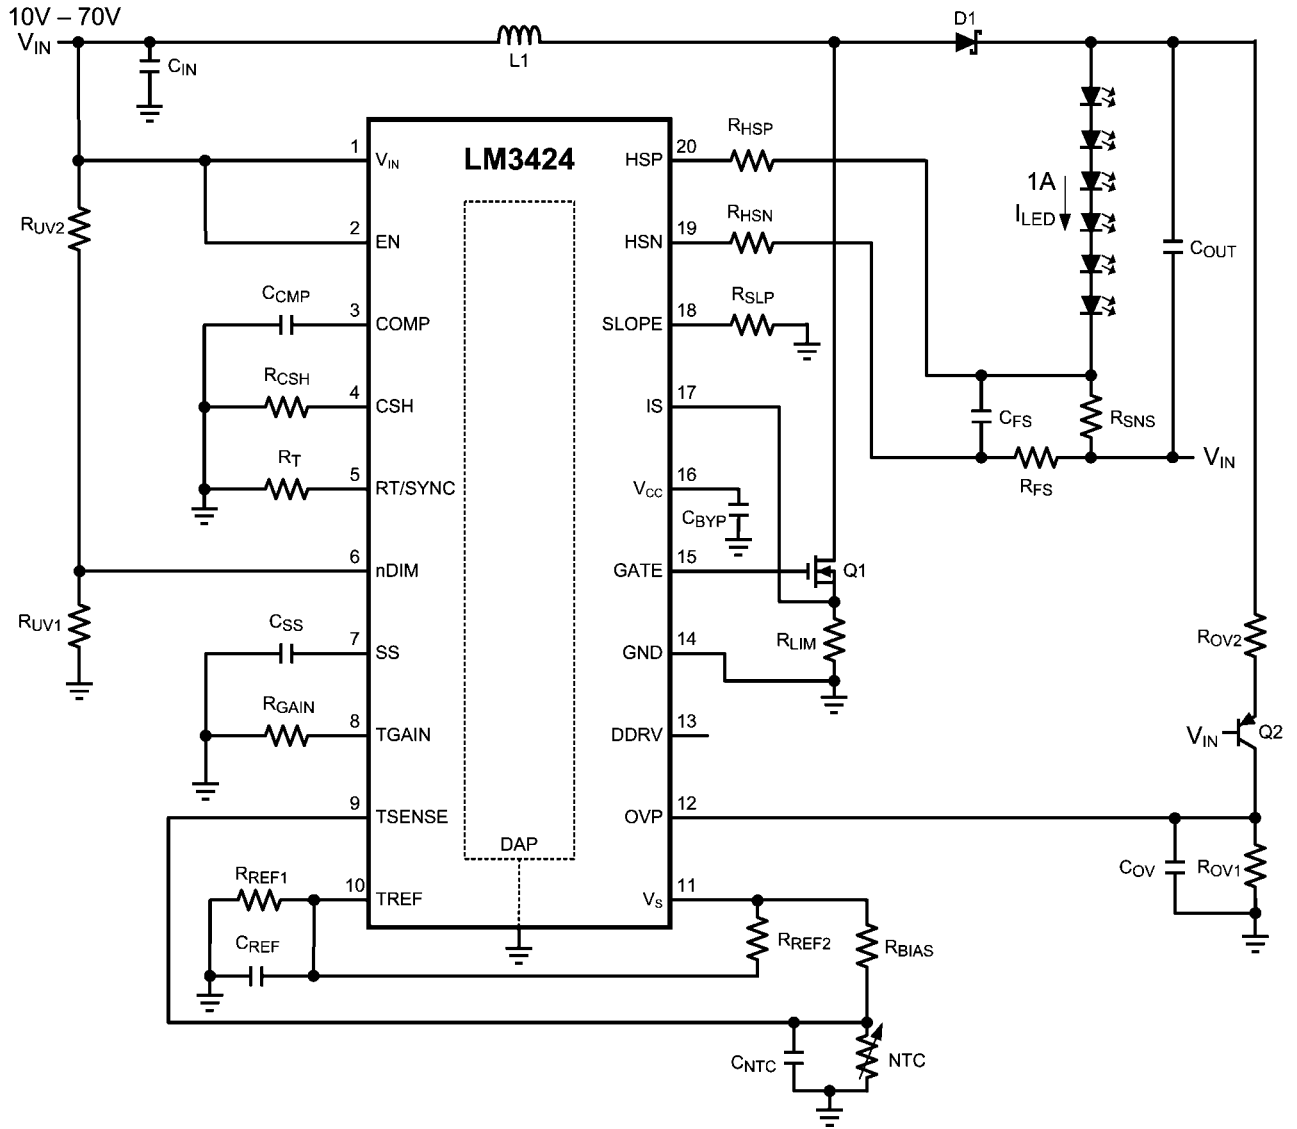 10V – 70V
VIN
CIN
L1
D1
LM3424
1
VIN
2
EN
3
COMP
4
CSH
5
RT/SYNC
6
nDIM
7
SS
8
TGAIN
9
TSENSE
10
TREF
20
HSP
19
HSN
18
SLOPE
17
IS
16
VCC
15
GATE
14
GND
13
DDRV
12
OVP
11
VS
DAP
RUV2
RUV1
CCMP
RCSH
RT
CSS
RGAIN
RREF1
CREF
RHSP
RHSN
RSLP
CBYP
Q1
RLIM
1A
ILED
COUT
CFS
RSNS
RFS
VIN
ROV2
VIN
Q2
COV
ROV1
RREF2
RBIAS
CNTC
NTC